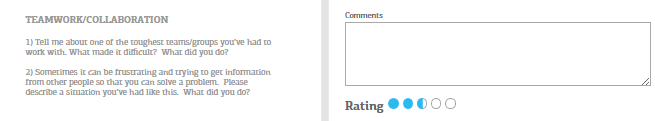 TEAMWORK/COLLABORATION
1) Tell me about one of the toughest teams/groups you've had to
work with. What made it difficult? What did you do?
2) Sometimes it can be frustrating and trying to get information
from other people so that you can solve a problem. Please
describe a situation you've had like this. What did you do?
Comments
Rating